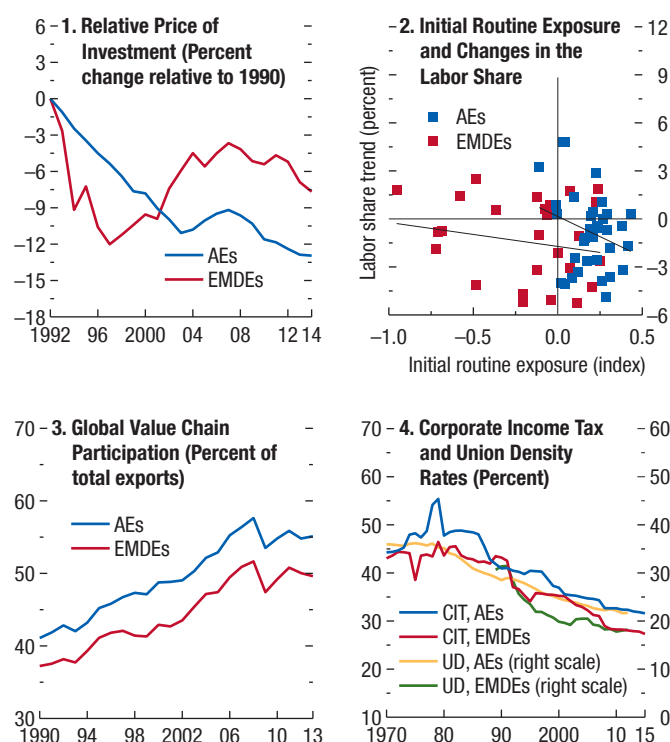 1. Relative Price of
Investment (Percent
change relative to 1990)
6
3
0
–3
–6
–9
–12
–15
–18
AEs
EMDEs
1992 96 2000 04 08 12 14
2. Initial Routine Exposure
and Changes in the
Labor Share
Labor share trend (percent)
AEs
EMDEs
12
9
6
3
0
–3
–6
–1.0 –0.5 0.0 0.5
Initial routine exposure (index)
3. Global Value Chain
Participation (Percent of
total exports)
70
60
50
40
30
AEs
EMDEs
1990 94 98 2002 06 10 13
4. Corporate Income Tax
and Union Density
Rates (Percent)
70
60
50
40
30
20
10
60
50
40
30
20
10
0
CIT, AEs
CIT, EMDEs
UD, AEs (right scale)
UD, EMDEs (right scale)
1970 80 90 2000 10 15